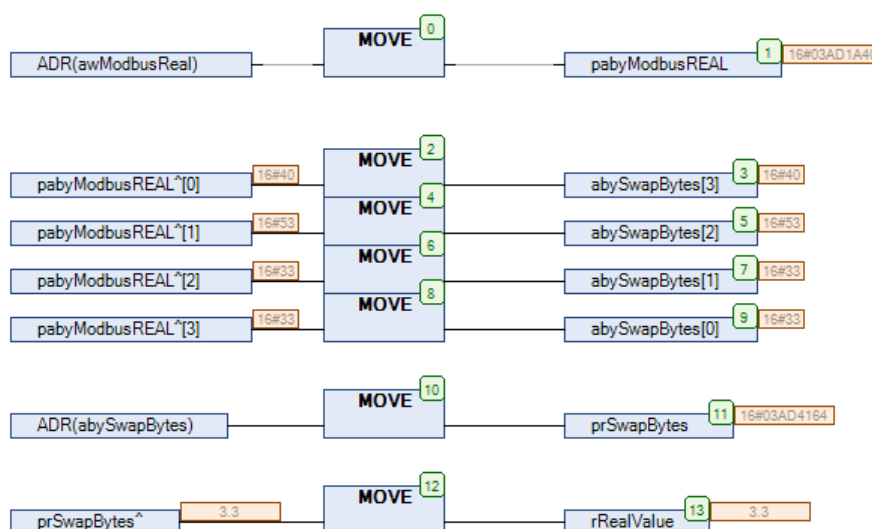 MOVE 0
ADR(awModbusReal) pabyModbusREAL 1 16#03AD1A40
MOVE 2
pabyModbusREAL^[0] 16#40 abySwapBytes[3] 3 16#40
MOVE 4
pabyModbusREAL^[1] 16#53 abySwapBytes[2] 5 16#53
MOVE 6
pabyModbusREAL^[2] 16#33 abySwapBytes[1] 7 16#33
MOVE 8
pabyModbusREAL^[3] 16#33 abySwapBytes[0] 9 16#33
MOVE 10
ADR(abySwapBytes) prSwapBytes 11 16#03AD4164
MOVE 12
prSwapBytes^ 3.3 rRealValue 13 3.3